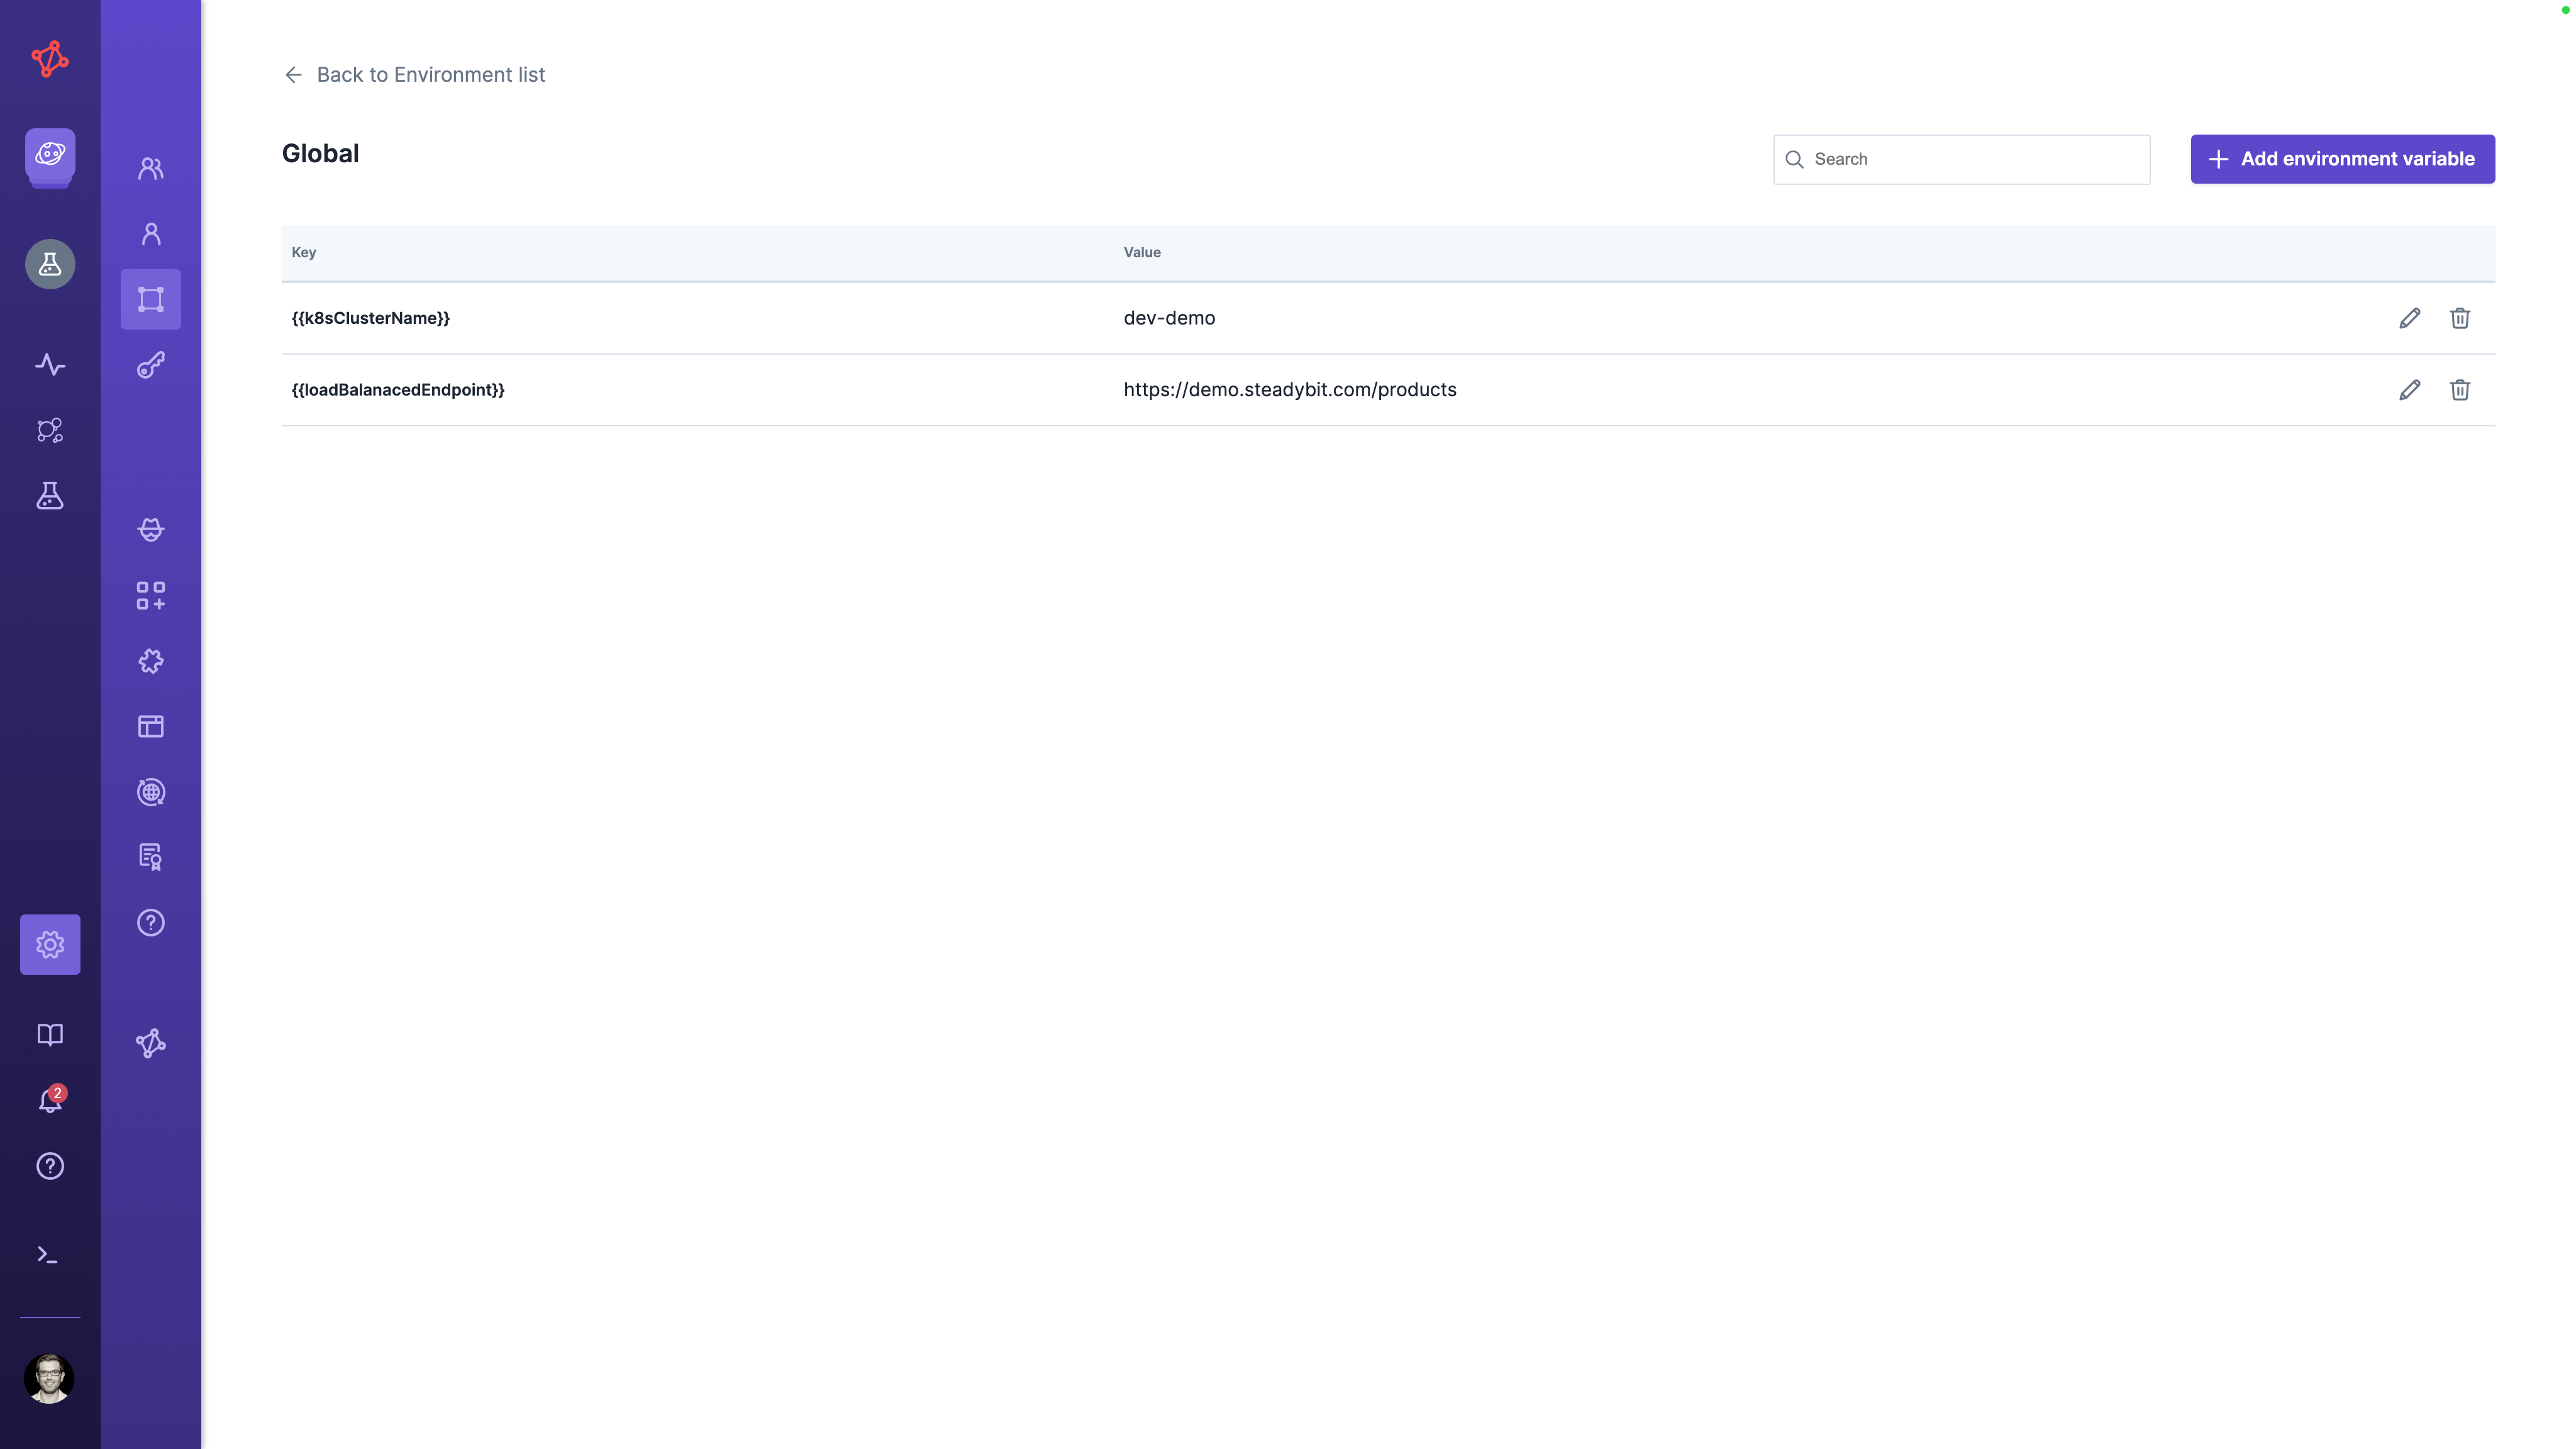 Back to Environment list
Global
Search
Add environment variable
Key Value
{{k8sClusterName}} dev-demo
{{loadBalanacedEndpoint}} https://demo.steadybit.com/products
2